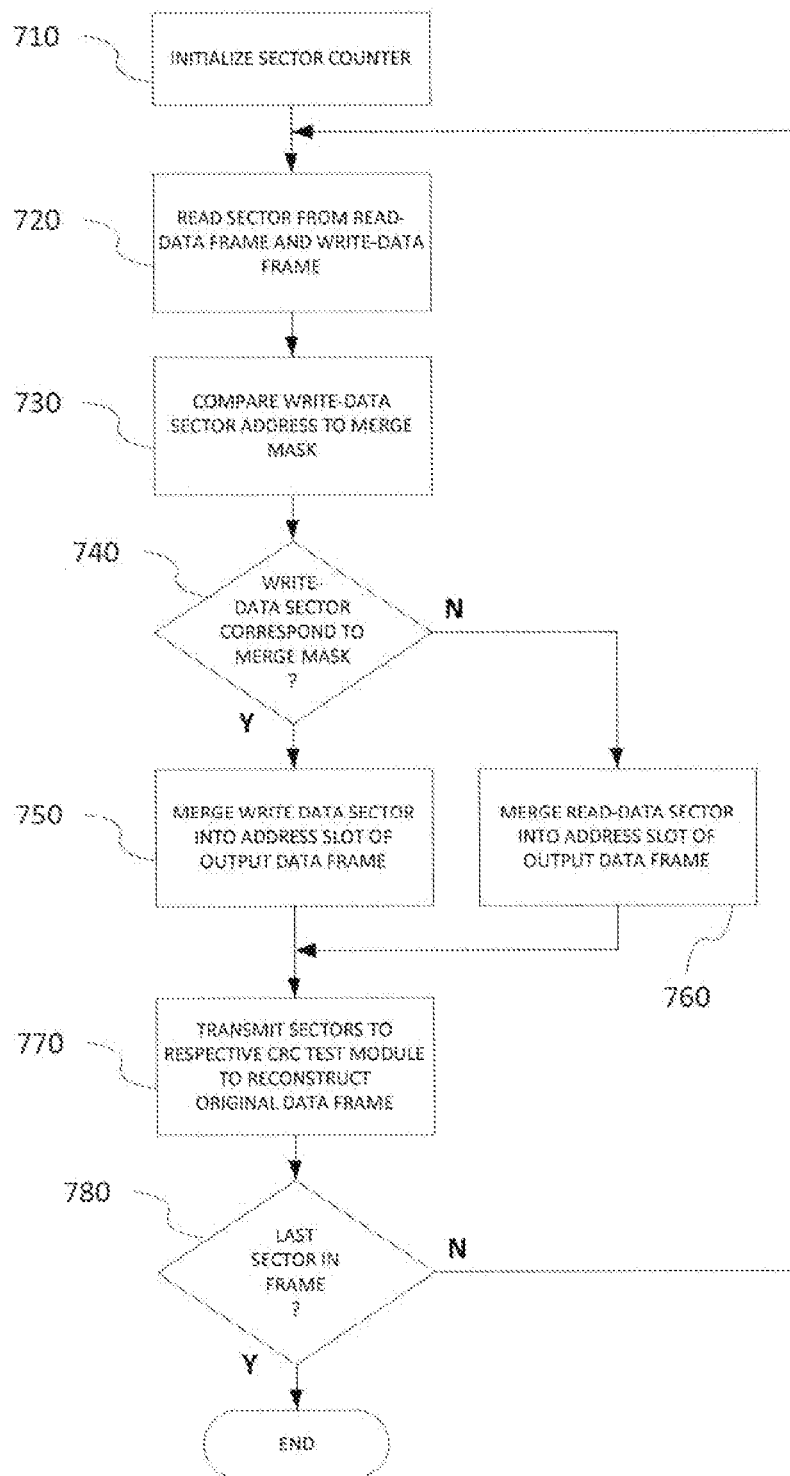 710
INITIALIZE SECTOR COUNTER
720
READ SECTOR FROM READ-
DATA FRAME AND WRITE-DATA
FRAME
730
COMPARE WRITE-DATA
SECTOR ADDRESS TO MERGE
MASK
740
WRITE-
DATA SECTOR
CORRESPOND TO
MERGE MASK
?
N
Y
750
MERGE WRITE DATA SECTOR
INTO ADDRESS SLOT OF
OUTPUT DATA FRAME
MERGE READ-DATA SECTOR
INTO ADDRESS SLOT OF
OUTPUT DATA FRAME
760
770
TRANSMIT SECTORS TO
RESPECTIVE CRC TEST MODULE
TO RECONSTRUCT
ORIGINAL DATA FRAME
780
LAST
SECTOR IN
FRAME
?
N
Y
END